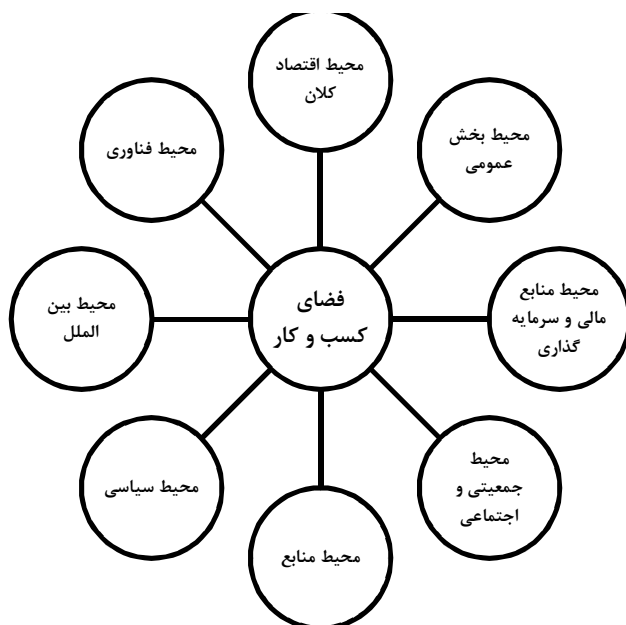 محیط اقتصاد
کلان
محیط بخش
عمومی
محیط فناوری
محیط منابع
مالی و سرمایه
گذاری
فضای
کسب و کار
محیط بین
الملل
محیط
جمعیتی و
اجتماعی
محیط سیاسی
محیط منابع